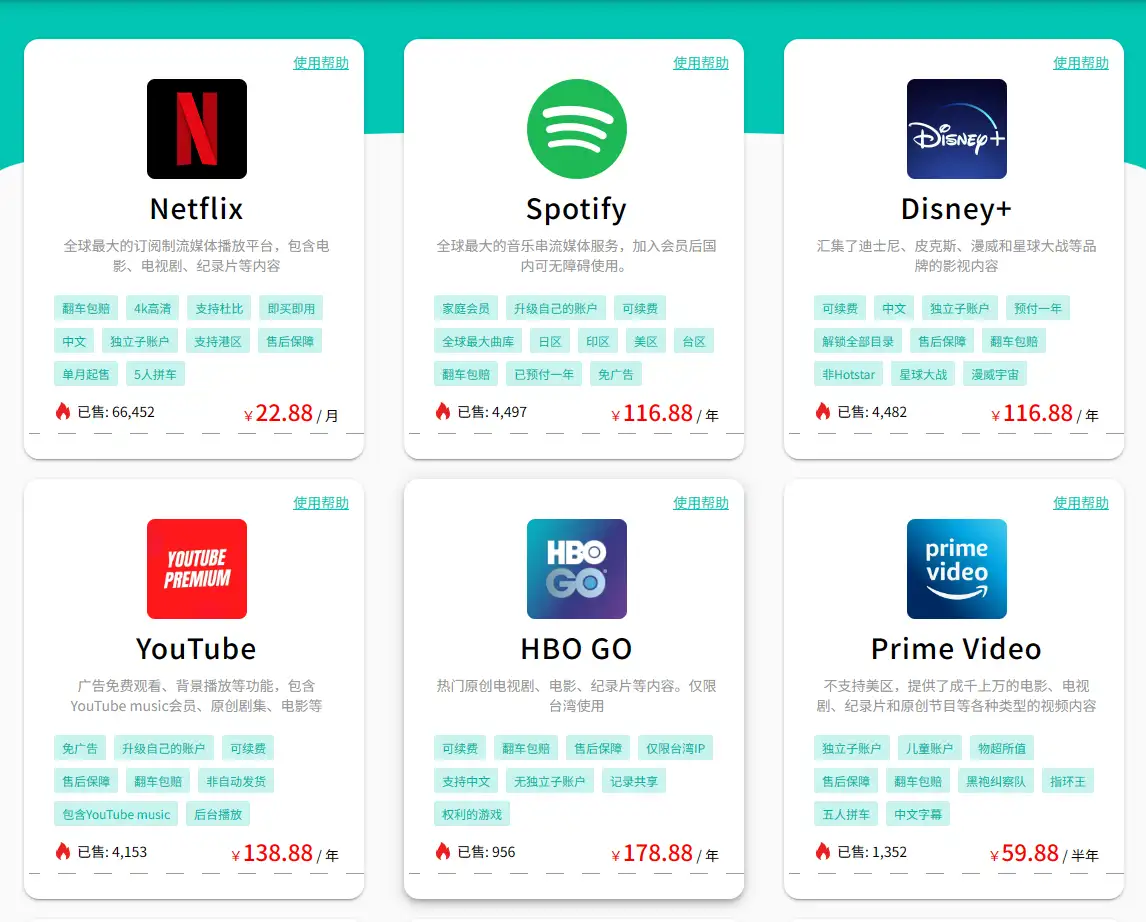 使用帮助
N
Netflix
全球最大的订阅制流媒体播放平台，包含电
影、电视剧、纪录片等内容
翻车包赔 4k高清 支持杜比 即买即用
中文 独立子账户 支持港区 售后保障
单月起售 5人拼车
已售: 66,452 ￥22.88 / 月
使用帮助
Spotify
全球最大的音乐串流媒体服务，加入会员后国
内可无障碍使用。
家庭会员 升级自己的账户 可续费
全球最大曲库 日区 印区 美区 台区
翻车包赔 已预付一年 免广告
已售: 4,497 ￥116.88 / 年
使用帮助
Disney+
Disney+
汇集了迪士尼、皮克斯、漫威和星球大战等品
牌的影视内容
可续费 中文 独立子账户 预付一年
解锁全部目录 售后保障 翻车包赔
非Hotstar 星球大战 漫威宇宙
已售: 4,482 ￥116.88 / 年
使用帮助
YOUTUBE
PREMIUM
YouTube
广告免费观看、背景播放等功能，包含
YouTube music会员、原创剧集、电影等
免广告 升级自己的账户 可续费
售后保障 翻车包赔 非自动发货
包含YouTube music 后台播放
已售: 4,153 ￥138.88 / 年
使用帮助
HBO
GO
HBO GO
热门原创电视剧、电影、纪录片等内容。仅限
台湾使用
可续费 翻车包赔 售后保障 仅限台湾IP
支持中文 无独立子账户 记录共享
权利的游戏
已售: 956 ￥178.88 / 年
使用帮助
prime
video
Prime Video
不支持美区，提供了成千上万的电影、电视
剧、纪录片和原创节目等各种类型的视频内容
独立子账户 儿童账户 物超所值
售后保障 翻车包赔 黑袍纠察队 指环王
五人拼车 中文字幕
已售: 1,352 ￥59.88 / 半年